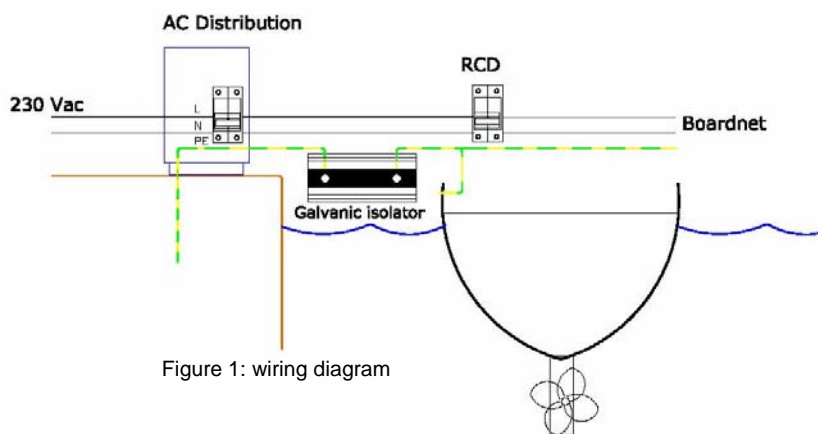 AC Distribution
RCD
230 Vac
L
N
PE
Boardnet
Galvanic isolator
Figure 1: wiring diagram